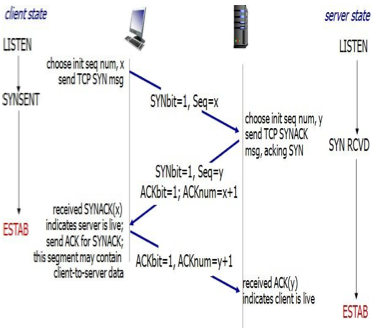 client state
server state
LISTEN
LISTEN
choose init seq num, x
send TCP SYN msg
SYNSENT
SYNbit=1, Seq=x
choose init seq num, y
send TCP SYNACK
msg, acking SYN
SYN RCVD
SYNbit=1, Seq=y
ACKbit=1; ACKnum=x+1
received SYNACK(x)
indicates server is live;
send ACK for SYNACK;
this segment may contain
client-to-server data
ESTAB
ACKbit=1, ACKnum=y+1
received ACK(y)
indicates client is live
ESTAB